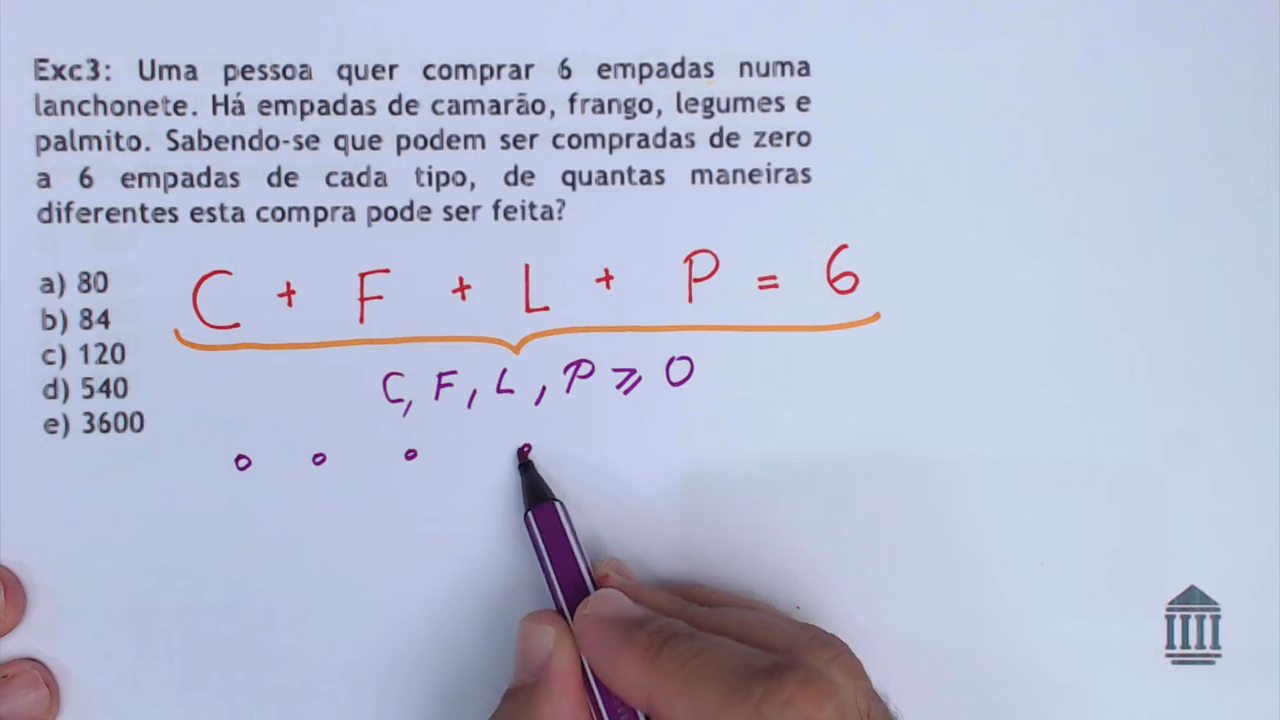 Exc3: Uma pessoa quer comprar 6 empadas numa
lanchonete. Há empadas de camarão, frango, legumes e
palmito. Sabendo-se que podem ser compradas de zero
a 6 empadas de cada tipo, de quantas maneiras
diferentes esta compra pode ser feita?
a) 80
b) 84
c) 120
d) 540
e) 3600
C + F + L + P = 6
C, F, L, P ⩾ 0